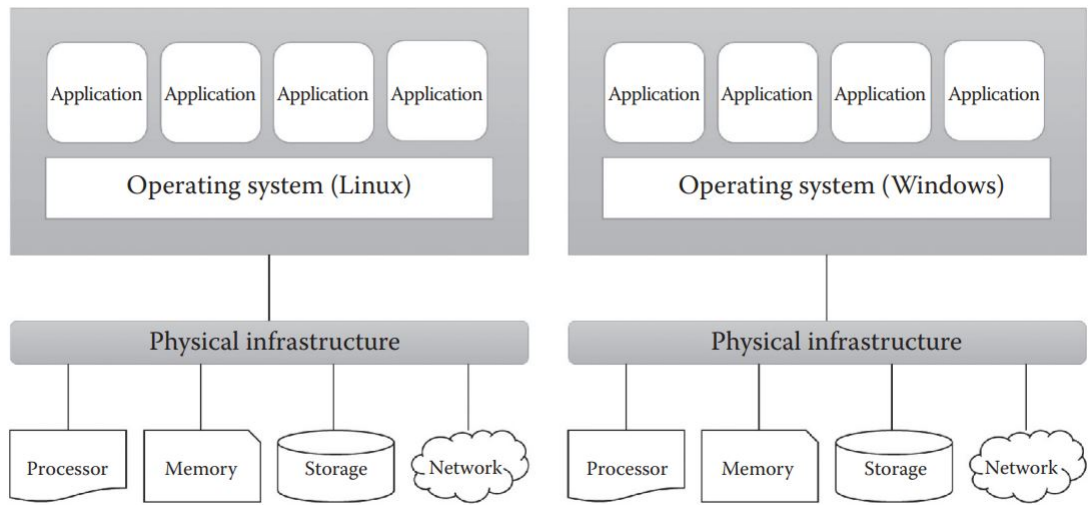 Application Application Application Application
Operating system (Linux)
Physical infrastructure
Processor Memory Storage Network
Application Application Application Application
Operating system (Windows)
Physical infrastructure
Processor Memory Storage Network